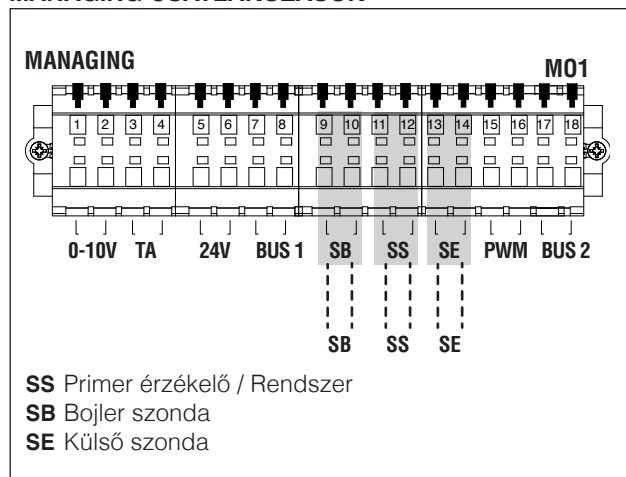 MANAGING
M01
1 2 3 4 5 6 7 8 9 10 11 12 13 14 15 16 17 18
0-10V TA 24V BUS 1 SB SS SE PWM BUS 2
SB SS SE
SS Primer érzékelő / Rendszer
SB Bojler szonda
SE Külső szonda